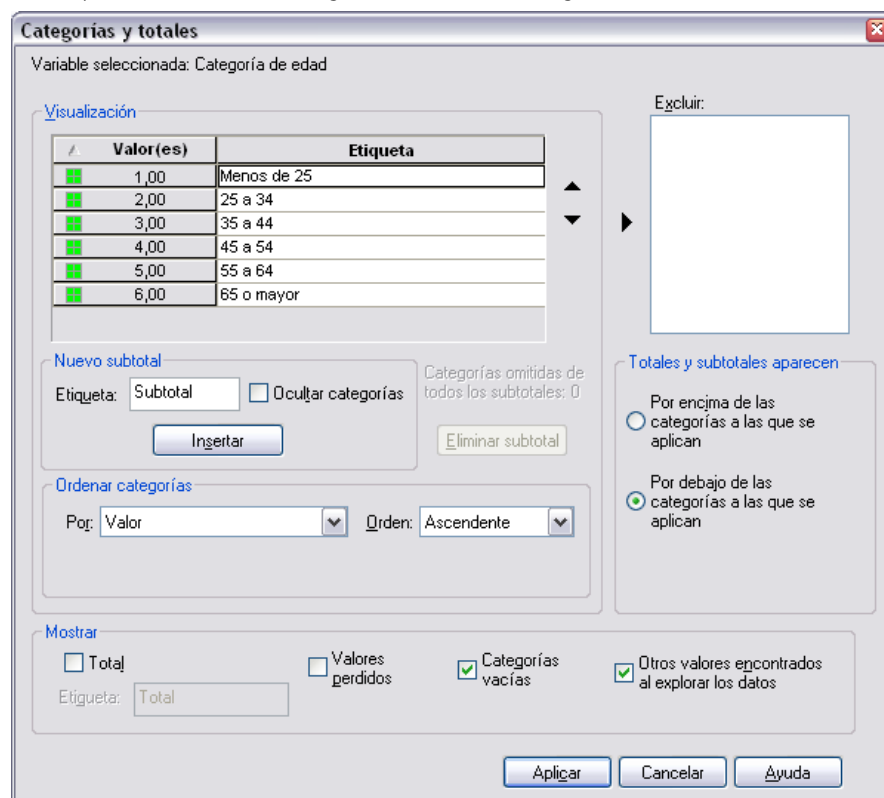 Categorías y totales
Variable seleccionada: Categoría de edad
Visualización
Valor(es) Etiqueta
1,00 Menos de 25
2,00 25 a 34
3,00 35 a 44
4,00 45 a 54
5,00 55 a 64
6,00 65 o mayor
Excluir:
Nuevo subtotal
Etiqueta: Subtotal Ocultar categorías
Insertar
Categorías omitidas de
todos los subtotales: 0
Eliminar subtotal
Ordenar categorías
Por: Valor Orden: Ascendente
Totales y subtotales aparecen
Por encima de las
categorías a las que se
aplican
Por debajo de las
categorías a las que se
aplican
Mostrar
Total
Etiqueta: Total
Valores
perdidos
Categorías
vacías
Otros valores encontrados
al explorar los datos
Aplicar Cancelar Ayuda